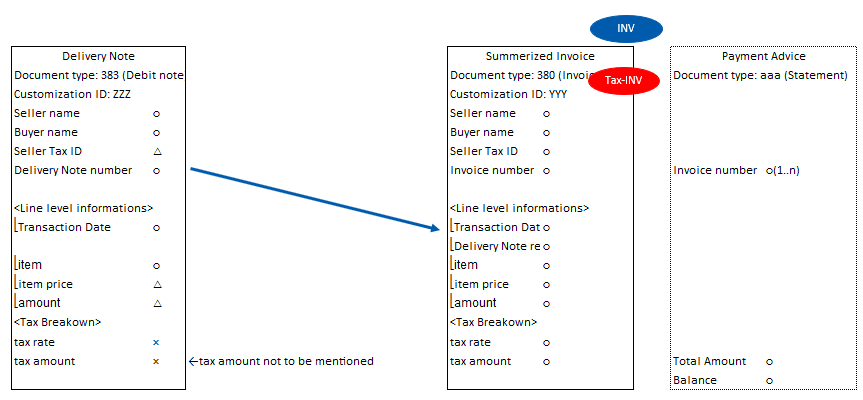 INV
Tax-INV
Delivery Note
Document type: 383 (Debit note
Customization ID: ZZZ
Seller name ○
Buyer name ○
Seller Tax ID △
Delivery Note number ○
<Line level informations>
Transaction Date ○
item ○
item price △
amount △
<Tax Breakown>
tax rate ×
tax amount ×
←tax amount not to be mentioned
Summerized Invoice
Document type: 380 (Invoi
Customization ID: YYY
Seller name ○
Buyer name ○
Seller Tax ID ○
Invoice number ○
<Line level informations>
Transaction Dat ○
Delivery Note re ○
item ○
item price ○
amount ○
<Tax Breakown>
tax rate ○
tax amount ○
Payment Advice
Document type: aaa (Statement)
Invoice number ○(1..n)
Total Amount ○
Balance ○